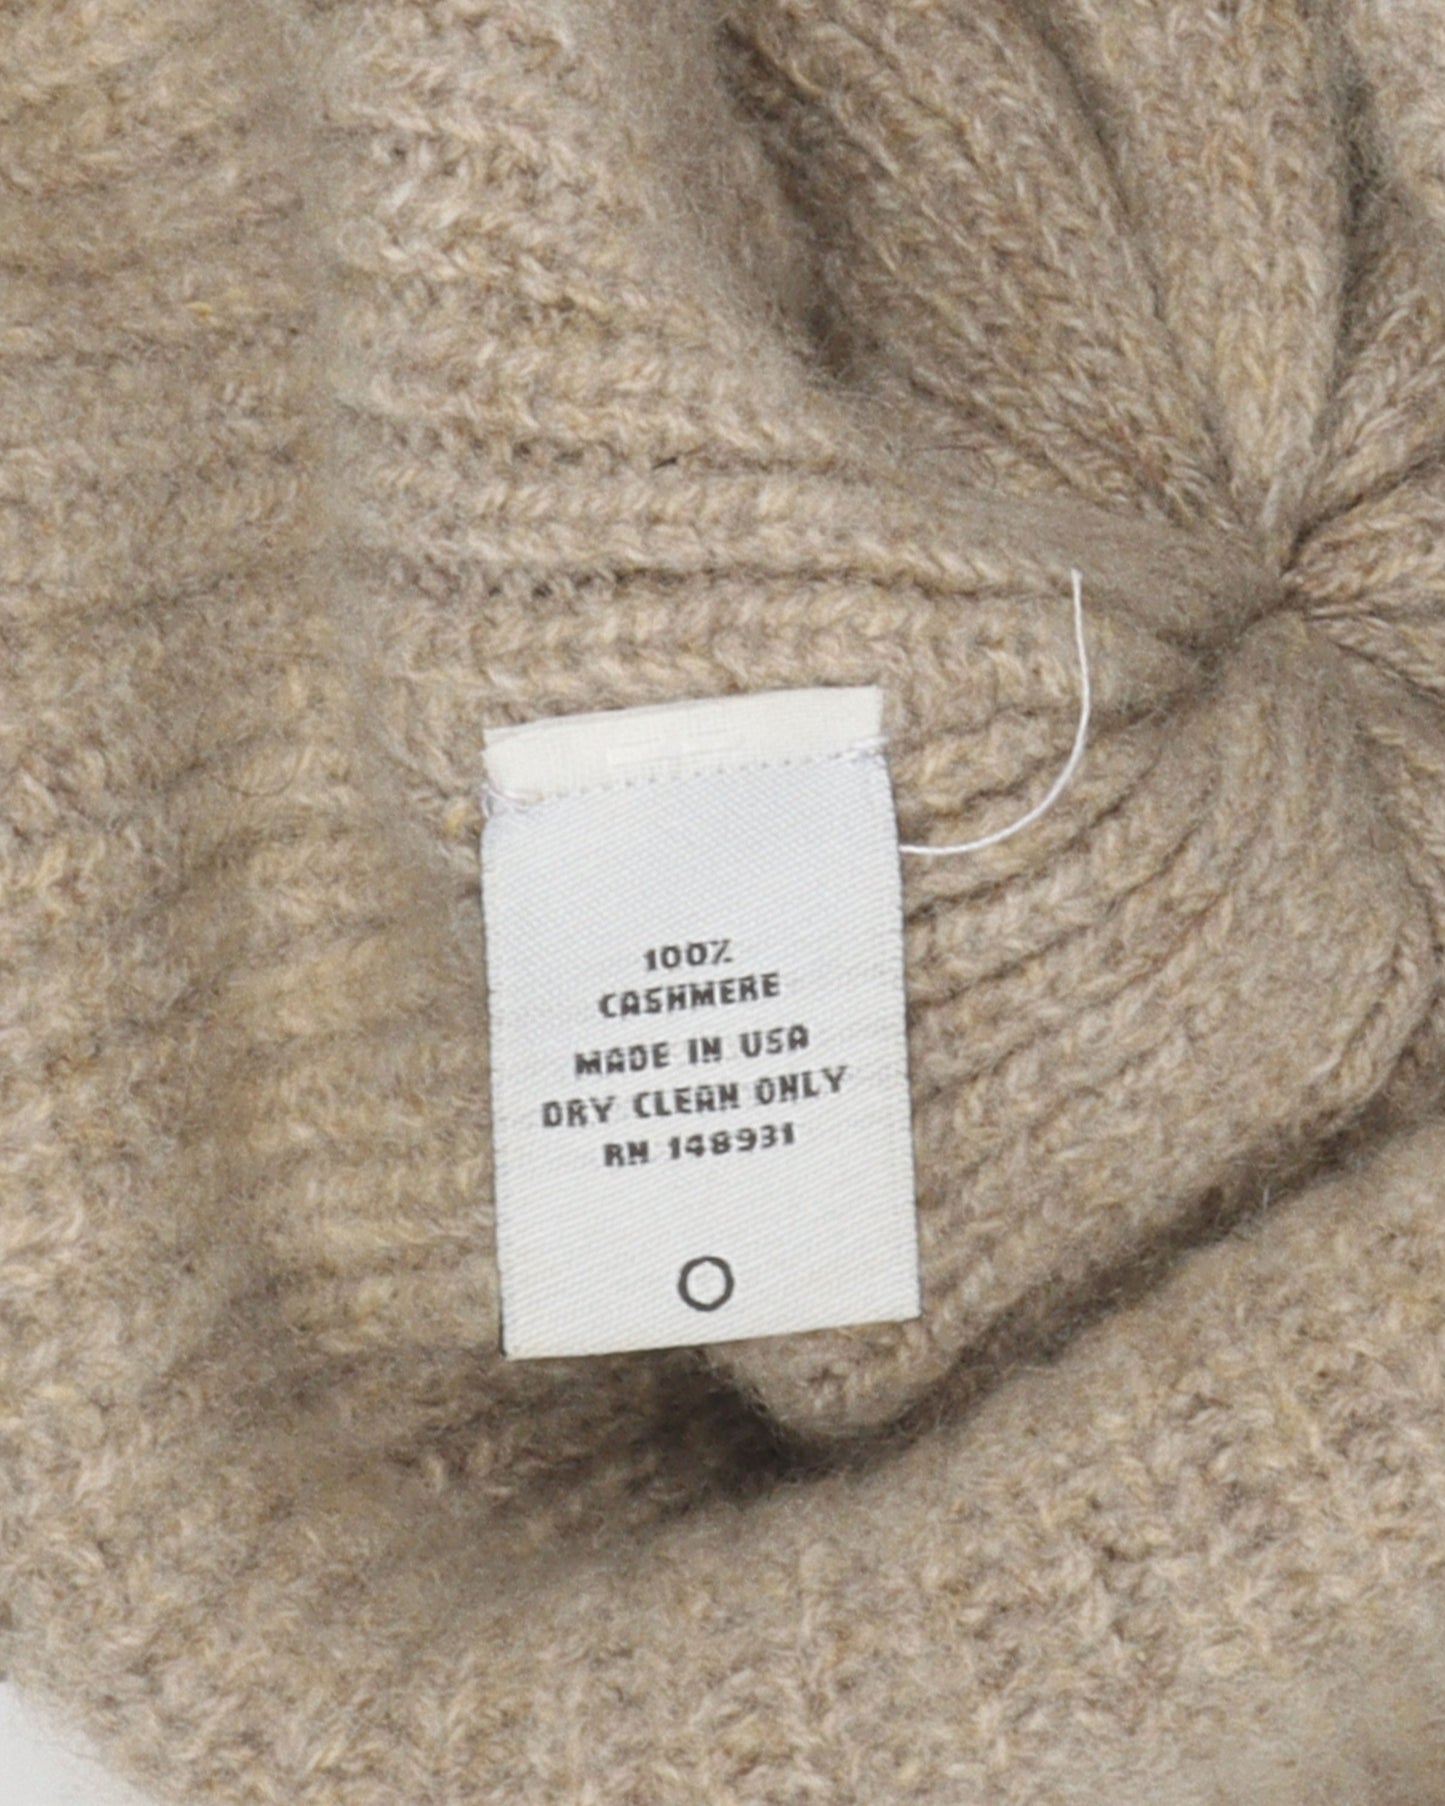 100%
CASHMERE
MADE IN USA
DRY CLEAN ONLY
RN 148931